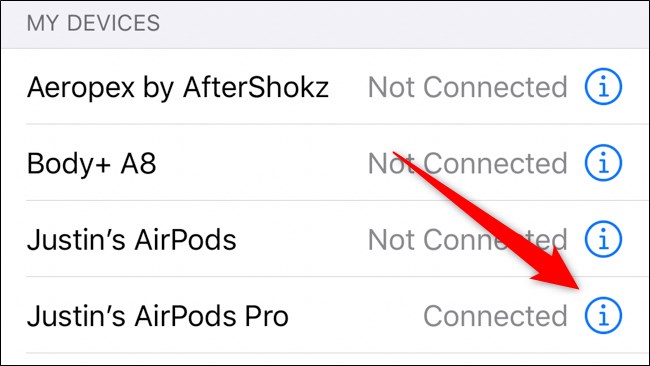 MY DEVICES
Aeropex by AfterShokz Not Connected
Body+ A8 Not Connected
Justin’s AirPods Not Connected
Justin’s AirPods Pro Connected